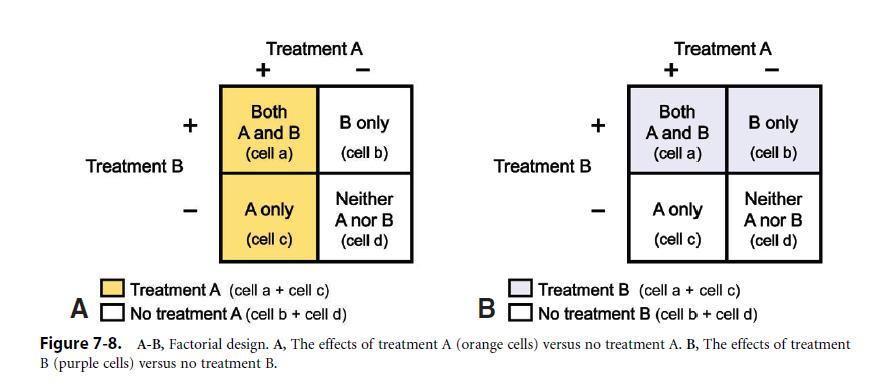 Treatment A
+ −
Treatment B
+
−
Both
A and B
(cell a)
B only
(cell b)
A only
(cell c)
Neither
A nor B
(cell d)
A
Treatment A (cell a + cell c)
No treatment A (cell b + cell d)
Treatment A
+ −
Treatment B
+
−
Both
A and B
(cell a)
B only
(cell b)
A only
(cell c)
Neither
A nor B
(cell d)
B
Treatment B (cell a + cell c)
No treatment B (cell b + cell d)
Figure 7-8. A-B, Factorial design. A, The effects of treatment A (orange cells) versus no treatment A. B, The effects of treatment
B (purple cells) versus no treatment B.